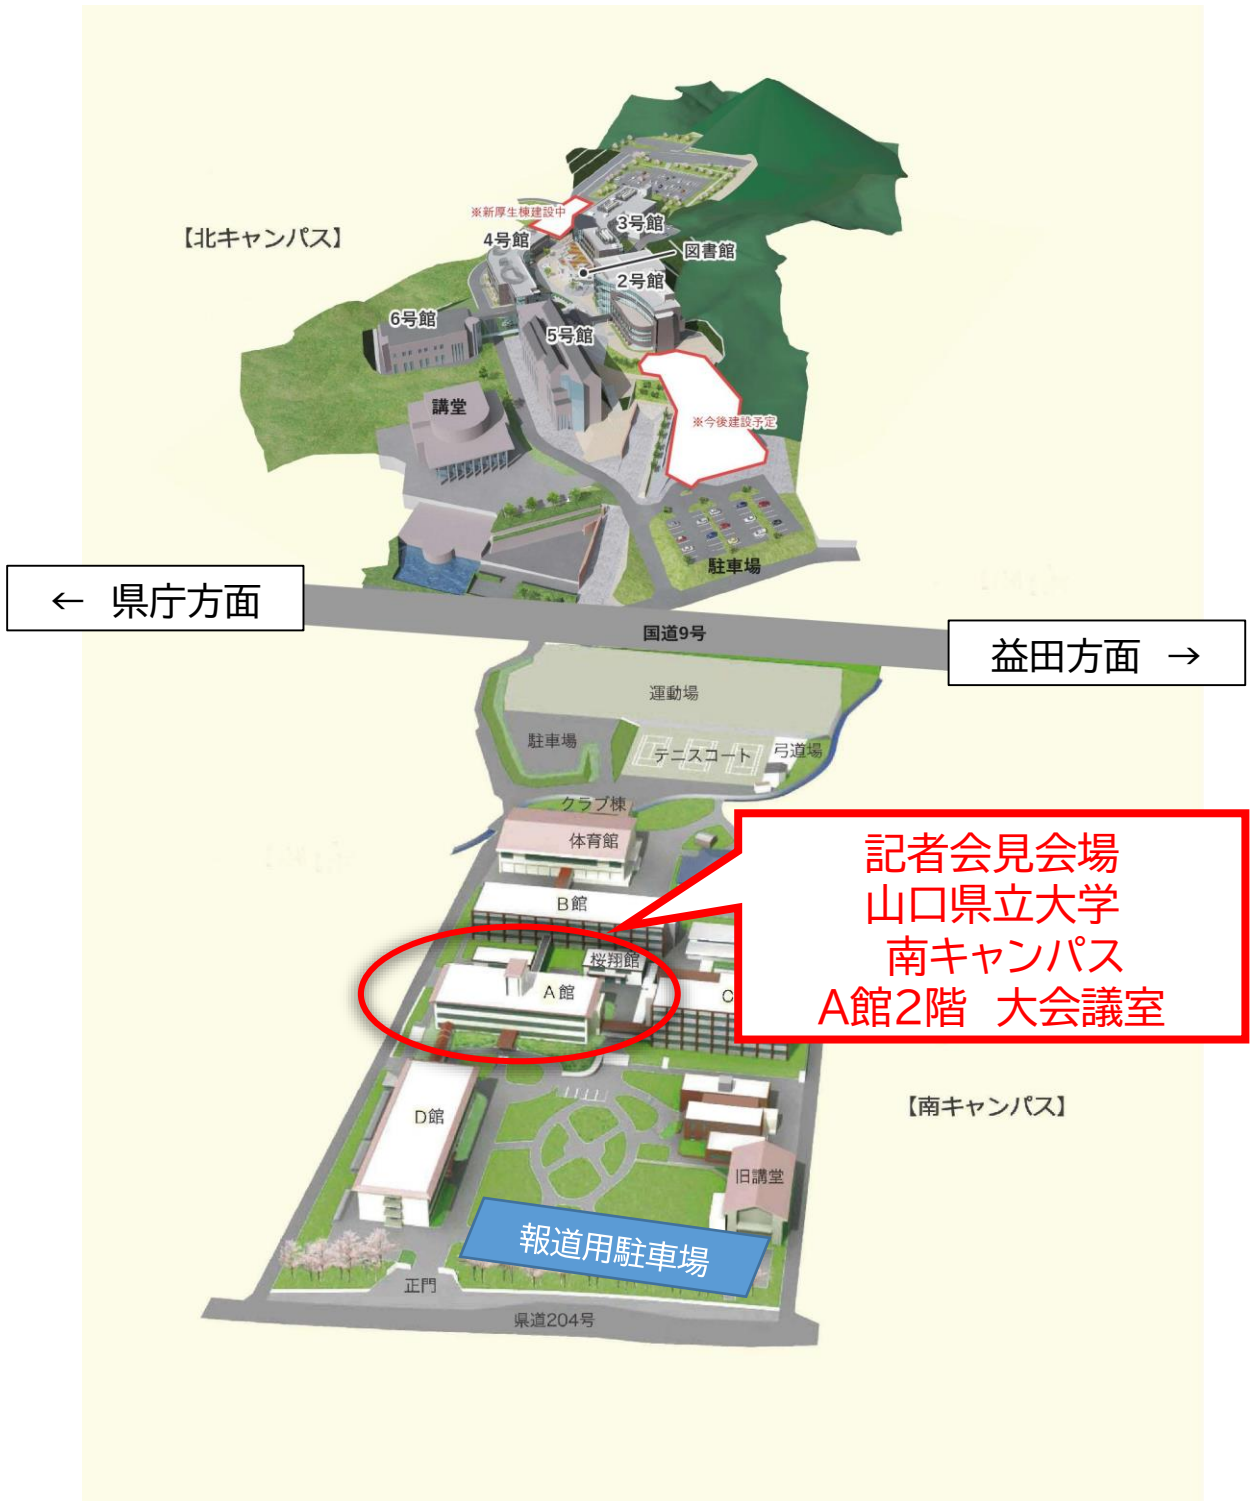 ※新厚生棟建設中
3号館
【北キャンパス】
4号館
図書館
2号館
6号館
5号館
講堂
※今後建設予定
駐車場
← 県庁方面
国道9号
益田方面 →
運動場
駐車場
テニスコート
弓道場
クラブ棟
体育館
記者会見会場
山口県立大学
南キャンパス
A館2階 大会議室
B館
桜翔館
A館
C
【南キャンパス】
D館
旧講堂
報道用駐車場
正門
県道204号